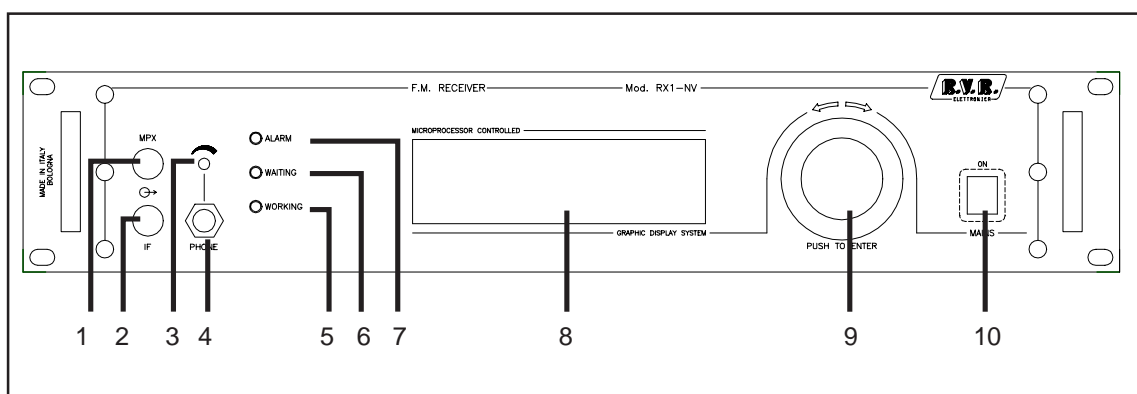 F.M. RECEIVER
Mod. RX1-NV
R.V.R.
ELETTRONICA
MADE IN ITALY
BOLOGNA
MPX
IF
PHONE
ALARM
WAITING
WORKING
MICROPROCESSOR CONTROLLED
GRAPHIC DISPLAY SYSTEM
PUSH TO ENTER
ON
MAINS
1
2
3
4
5
6
7
8
9
10